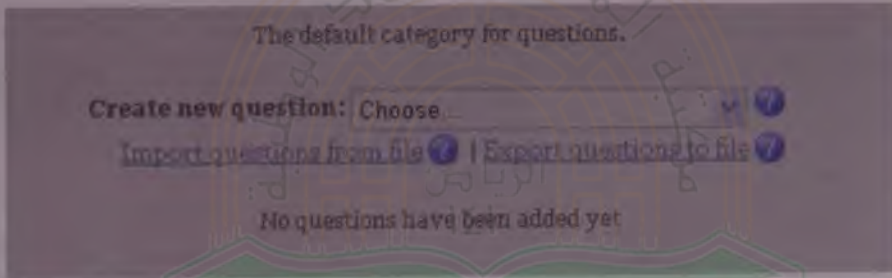 The default category for questions.
Create new question: Choose...
Import questions from file ? | Export questions to file ?
No questions have been added yet